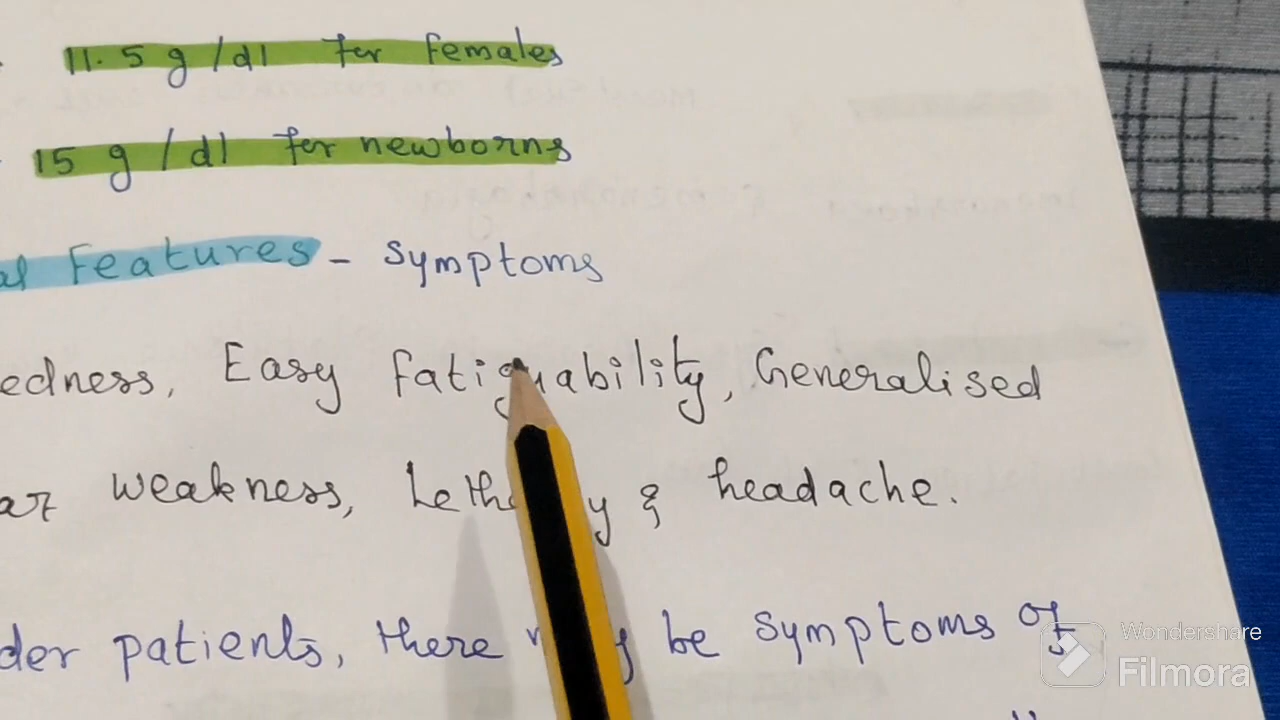 11.5 g/dl for females
15 g/dl for newborns
al Features - Symptoms
edness, Easy fatiguability, Generalised
ar weakness, & headache.
der patients, there be symptoms of
Wondershare
Filmora